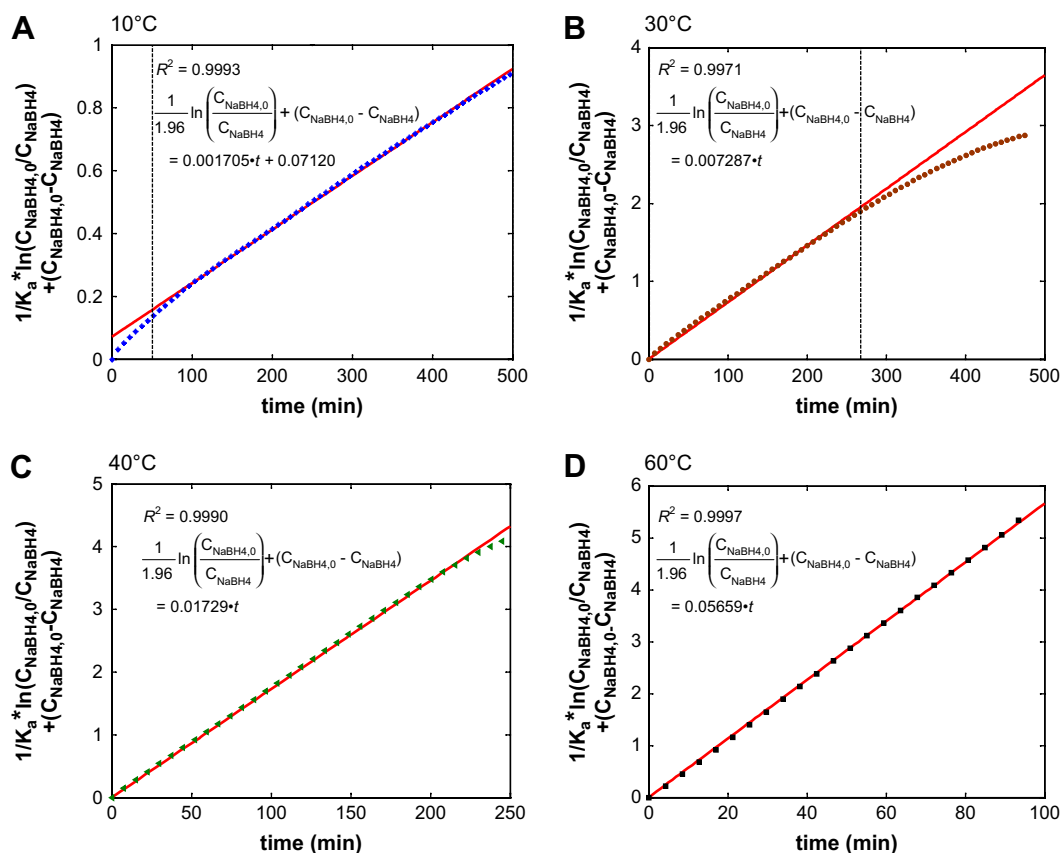 A
10°C
1
0.8
0.6
0.4
0.2
0
R² = 0.9993
1/1.96 ln(C_NaBH4,0/C_NaBH4) + (C_NaBH4,0 - C_NaBH4)
= 0.001705•t + 0.07120
1/K_a*ln(C_NaBH4,0/C_NaBH4)
+(C_NaBH4,0-C_NaBH4)
0 100 200 300 400 500
time (min)
B
30°C
4
3
2
1
0
R² = 0.9971
1/1.96 ln(C_NaBH4,0/C_NaBH4)+(C_NaBH4,0 - C_NaBH4)
= 0.007287•t
1/K_a*ln(C_NaBH4,0/C_NaBH4)
+(C_NaBH4,0-C_NaBH4)
0 100 200 300 400 500
time (min)
C
40°C
5
4
3
2
1
0
R² = 0.9990
1/1.96 ln(C_NaBH4,0/C_NaBH4)+(C_NaBH4,0 - C_NaBH4)
= 0.01729•t
1/K_a*ln(C_NaBH4,0/C_NaBH4)
+(C_NaBH4,0-C_NaBH4)
0 50 100 150 200 250
time (min)
D
60°C
6
5
4
3
2
1
0
R² = 0.9997
1/1.96 ln(C_NaBH4,0/C_NaBH4)+(C_NaBH4,0 - C_NaBH4)
= 0.05659•t
1/K_a*ln(C_NaBH4,0/C_NaBH4)
+(C_NaBH4,0-C_NaBH4)
0 20 40 60 80 100
time (min)